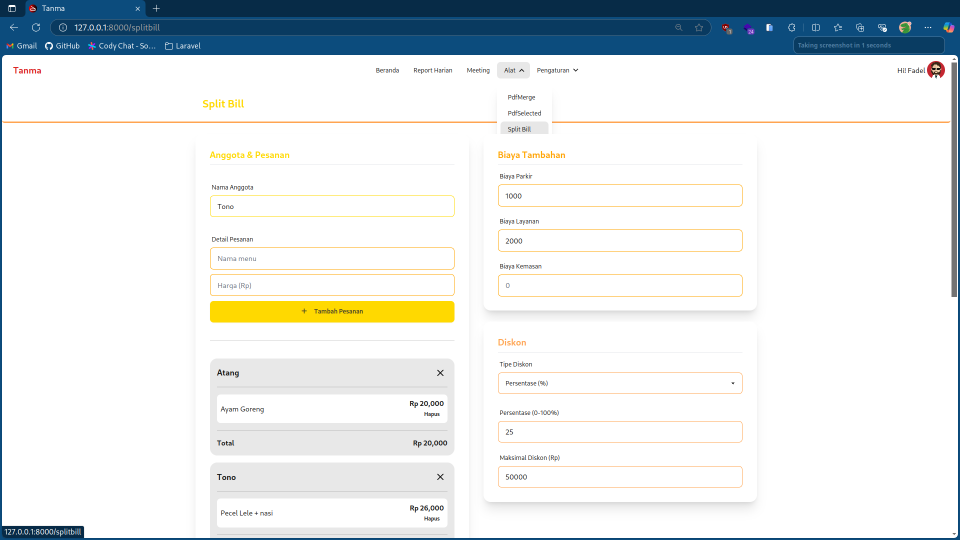 Tanma
127.0.0.1:8000/splitbill
Gmail
GitHub
Cody Chat - So...
Laravel
Taking screenshot in 1 seconds
Tanma
Beranda
Report Harian
Meeting
Alat
Pengaturan
Hi! Fadel
PdfMerge
PdfSelected
Split Bill
Split Bill
Anggota & Pesanan
Nama Anggota
Tono
Detail Pesanan
Nama menu
Harga (Rp)
+ Tambah Pesanan
Atang
Ayam Goreng
Rp 20,000
Hapus
Total
Rp 20,000
Tono
Pecel Lele + nasi
Rp 26,000
Hapus
Biaya Tambahan
Biaya Parkir
1000
Biaya Layanan
2000
Biaya Kemasan
0
Diskon
Tipe Diskon
Persentase (%)
Persentase (0-100%)
25
Maksimal Diskon (Rp)
50000
127.0.0.1:8000/splitbill